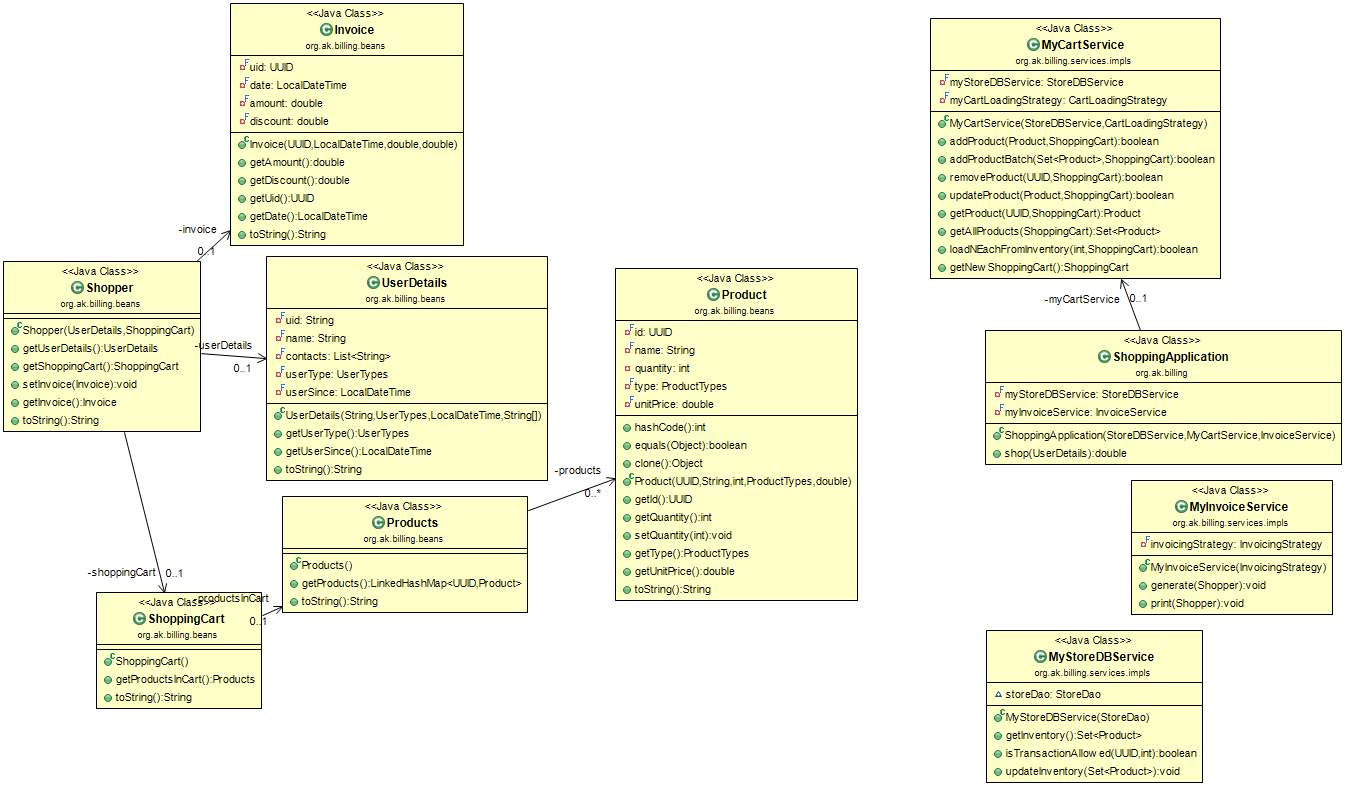 <<Java Class>>
Invoice
org.ak.billing.beans
uid: UUID
date: LocalDateTime
amount: double
discount: double
Invoice(UUID,LocalDateTime,double,double)
getAmount():double
getDiscount():double
getUid():UUID
getDate():LocalDateTime
toString():String
-invoice
0..1
<<Java Class>>
Shopper
org.ak.billing.beans
Shopper(UserDetails,ShoppingCart)
getUserDetails():UserDetails
getShoppingCart():ShoppingCart
setInvoice(Invoice):void
getInvoice():Invoice
toString():String
-userDetails
0..1
<<Java Class>>
UserDetails
org.ak.billing.beans
uid: String
name: String
contacts: List<String>
userType: UserTypes
userSince: LocalDateTime
UserDetails(String,UserTypes,LocalDateTime,String[])
getUserType():UserTypes
getUserSince():LocalDateTime
toString():String
-shoppingCart
0..1
<<Java Class>>
ShoppingCart
org.ak.billing.beans
ShoppingCart()
getProductsInCart():Products
toString():String
-productsInCart
0..1
<<Java Class>>
Products
org.ak.billing.beans
Products()
getProducts():LinkedHashMap<UUID,Product>
toString():String
-products
0..*
<<Java Class>>
Product
org.ak.billing.beans
id: UUID
name: String
quantity: int
type: ProductTypes
unitPrice: double
hashCode():int
equals(Object):boolean
clone():Object
Product(UUID,String,int,ProductTypes,double)
getId():UUID
getQuantity():int
setQuantity(int):void
getType():ProductTypes
getUnitPrice():double
toString():String
<<Java Class>>
MyCartService
org.ak.billing.services.impls
myStoreDBService: StoreDBService
myCartLoadingStrategy: CartLoadingStrategy
MyCartService(StoreDBService,CartLoadingStrategy)
addProduct(Product,ShoppingCart):boolean
addProductBatch(Set<Product>,ShoppingCart):boolean
removeProduct(UUID,ShoppingCart):boolean
updateProduct(Product,ShoppingCart):boolean
getProduct(UUID,ShoppingCart):Product
getAllProducts(ShoppingCart):Set<Product>
loadNEachFromInventory(int,ShoppingCart):boolean
getNewShoppingCart():ShoppingCart
-myCartService
0..1
<<Java Class>>
ShoppingApplication
org.ak.billing
myStoreDBService: StoreDBService
myInvoiceService: InvoiceService
ShoppingApplication(StoreDBService,MyCartService,InvoiceService)
shop(UserDetails):double
<<Java Class>>
MyInvoiceService
org.ak.billing.services.impls
invoicingStrategy: InvoicingStrategy
MyInvoiceService(InvoicingStrategy)
generate(Shopper):void
print(Shopper):void
<<Java Class>>
MyStoreDBService
org.ak.billing.services.impls
storeDao: StoreDao
MyStoreDBService(StoreDao)
getInventory():Set<Product>
isTransactionAllowed(UUID,int):boolean
updateInventory(Set<Product>):void